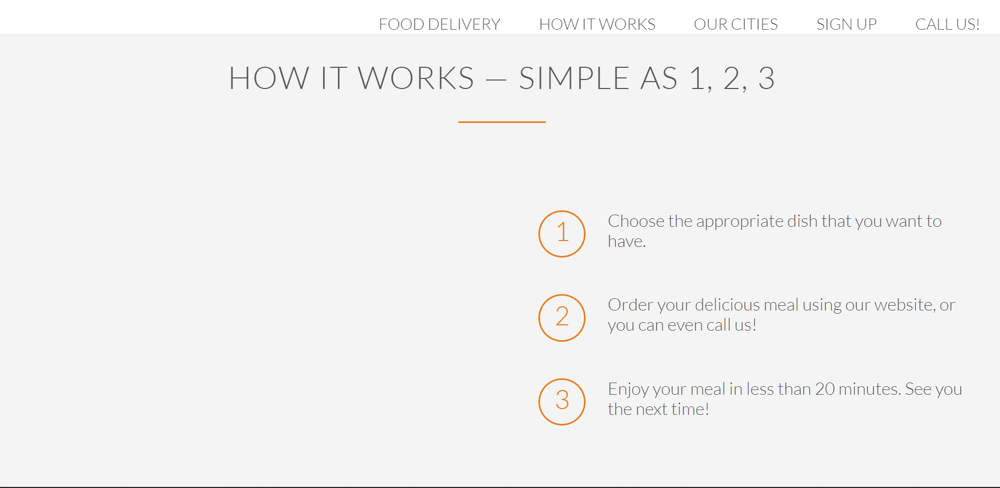 FOOD DELIVERY HOW IT WORKS OUR CITIES SIGN UP CALL US!
HOW IT WORKS — SIMPLE AS 1, 2, 3
1 Choose the appropriate dish that you want to
have.
2 Order your delicious meal using our website, or
you can even call us!
3 Enjoy your meal in less than 20 minutes. See you
the next time!